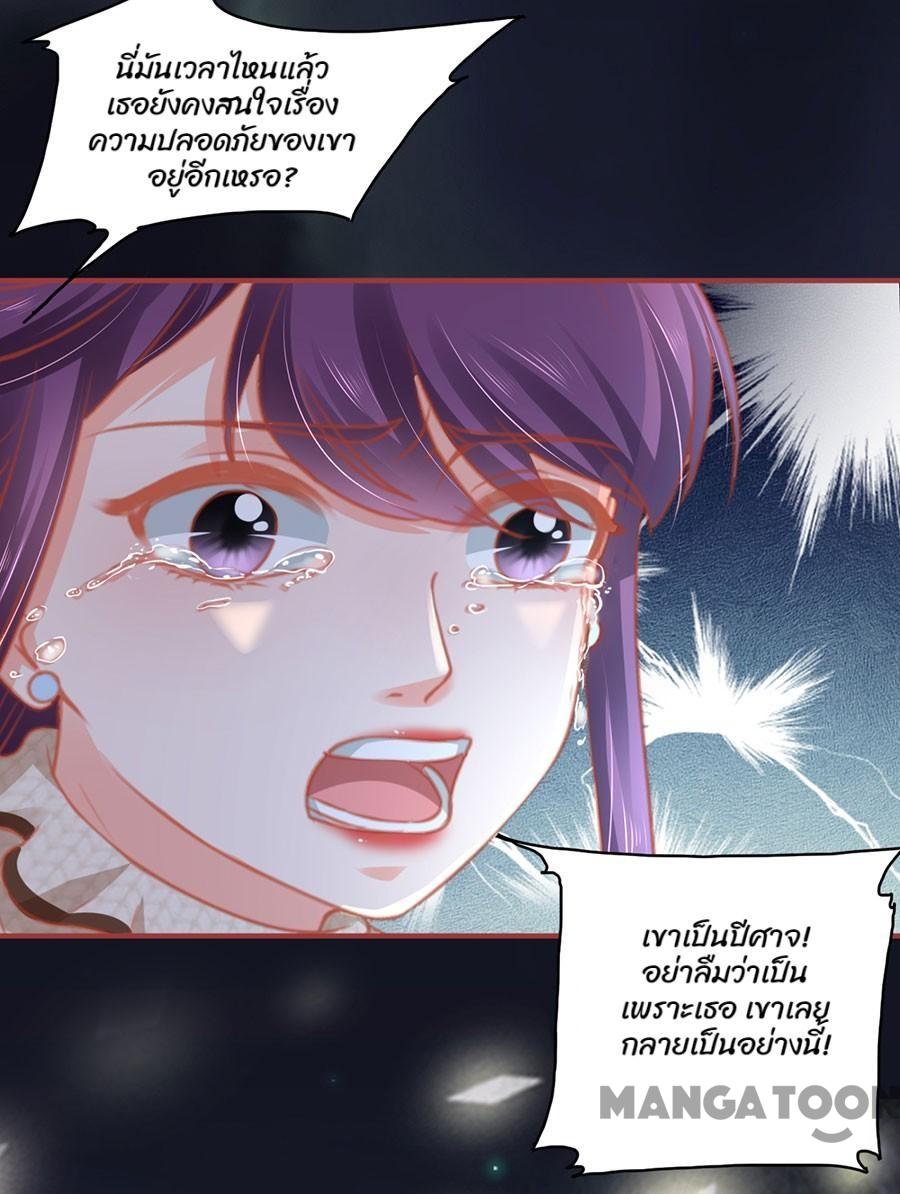 นี่มันเวลาไหนแล้ว
เธอยังคงสนใจเรื่อง
ความปลอดภัยของเขา
อยู่อีกเหรอ?
เขาเป็นปีศาจ!
อย่าลืมว่าเป็น
เพราะเธอ เขาเลย
กลายเป็นอย่างนี้!
MANGATOON